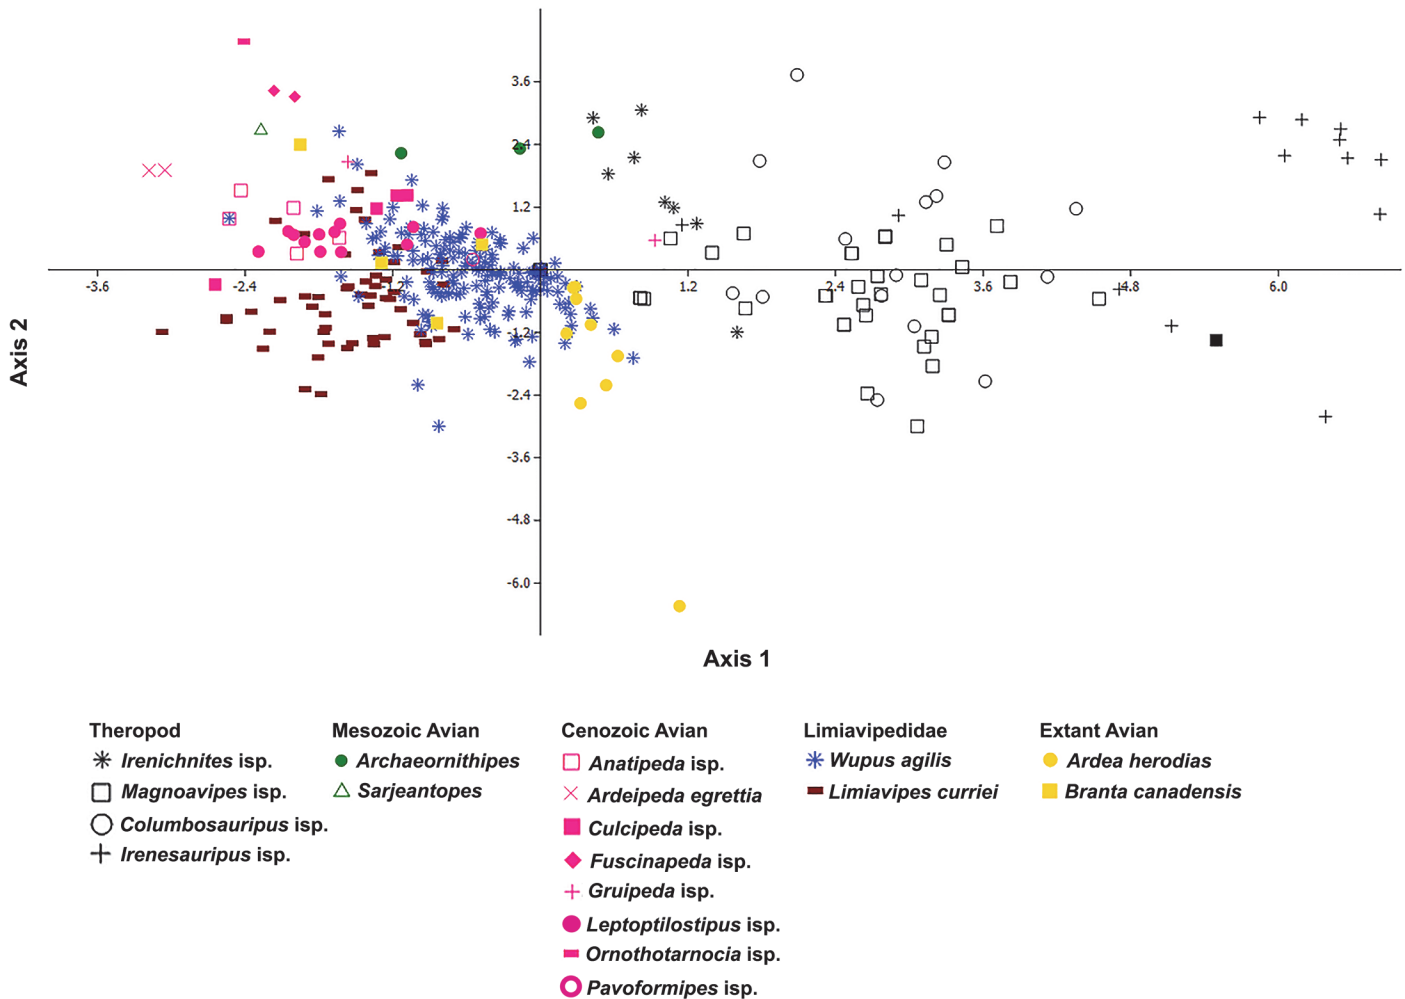 3.6
2.4
1.2
-3.6
-2.4
1.2
2.4
3.6
4.8
6.0
-1.2
-2.4
-3.6
-4.8
-6.0
Axis 2
Axis 1
Theropod
Irenichnites isp.
Magnoavipes isp.
Columbosauripus isp.
Irenesauripus isp.
Mesozoic Avian
Archaeornithipes
Sarjeantopes
Cenozoic Avian
Anatipeda isp.
Ardeipeda egrettia
Culcipeda isp.
Fuscinapeda isp.
Gruipeda isp.
Leptoptilostipus isp.
Ornothotarnocia isp.
Pavoformipes isp.
Limiavipedidae
Wupus agilis
Limiavipes curriei
Extant Avian
Ardea herodias
Branta canadensis